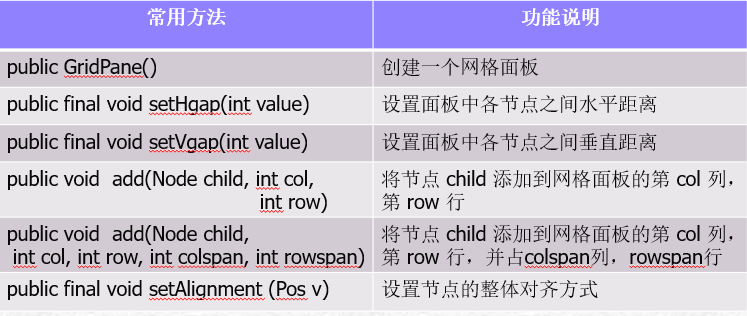 常用方法 功能说明
public GridPane() 创建一个网格面板
public final void setHgap(int value) 设置面板中各节点之间水平距离
public final void setVgap(int value) 设置面板中各节点之间垂直距离
public void add(Node child, int col, 将节点 child 添加到网格面板的第 col 列，
int row) 第 row 行
public void add(Node child, 将节点 child 添加到网格面板的第 col 列，
int col, int row, int colspan, int rowspan) 第 row 行，并占colspan列，rowspan行
public final void setAlignment (Pos v) 设置节点的整体对齐方式